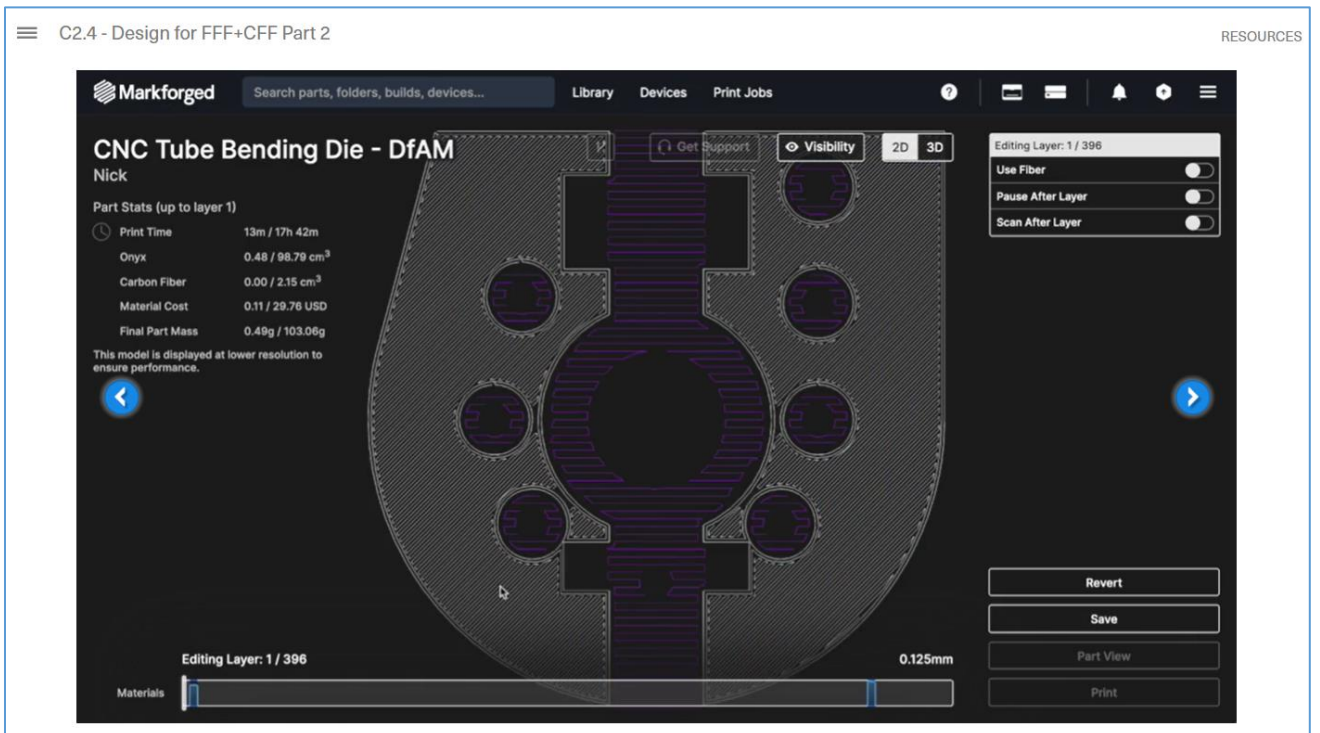 C2.4 - Design for FFF+CFF Part 2
RESOURCES
Markforged
Search parts, folders, builds, devices...
Library
Devices
Print Jobs
?
CNC Tube Bending Die - DfAM
Nick
Get Support
Visibility
2D
3D
Editing Layer: 1 / 396
Use Fiber
Pause After Layer
Scan After Layer
Part Stats (up to layer 1)
Print Time 13m / 17h 42m
Onyx 0.48 / 98.79 cm³
Carbon Fiber 0.00 / 2.15 cm³
Material Cost 0.11 / 29.76 USD
Final Part Mass 0.49g / 103.06g
This model is displayed at lower resolution to
ensure performance.
Revert
Save
Part View
Print
Editing Layer: 1 / 396
0.125mm
Materials